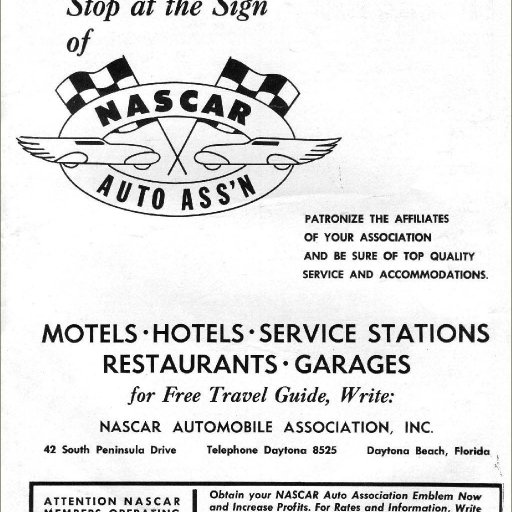 Stop at the Sign
of
NASCAR
AUTO ASS'N
PATRONIZE THE AFFILIATES
OF YOUR ASSOCIATION
AND BE SURE OF TOP QUALITY
SERVICE AND ACCOMMODATIONS.
MOTELS · HOTELS · SERVICE STATIONS
RESTAURANTS · GARAGES
for Free Travel Guide, Write:
NASCAR AUTOMOBILE ASSOCIATION, INC.
42 South Peninsula Drive Telephone Daytona 8525 Daytona Beach, Florida
ATTENTION NASCAR
MEMBERS OPERATING
Obtain your NASCAR Auto Association Emblem Now
and Increase Profits. For Rates and Information, Write